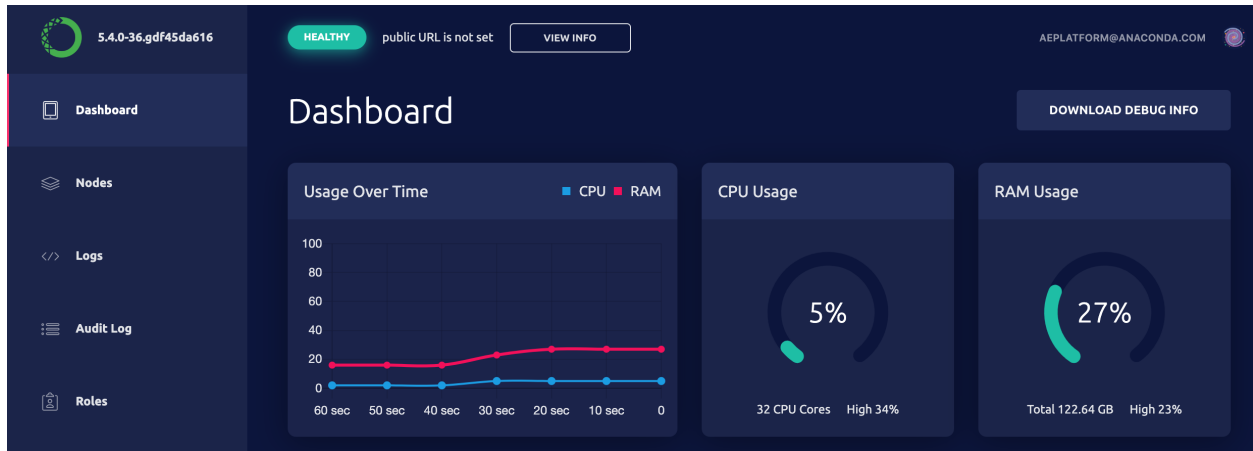 5.4.0-36.gdf45da616
HEALTHY public URL is not set VIEW INFO
AEPLATFORM@ANACONDA.COM
Dashboard
Nodes
Logs
Audit Log
Roles
Dashboard
DOWNLOAD DEBUG INFO
Usage Over Time CPU RAM
100
80
60
40
20
0
60 sec 50 sec 40 sec 30 sec 20 sec 10 sec 0
CPU Usage
5%
32 CPU Cores High 34%
RAM Usage
27%
Total 122.64 GB High 23%